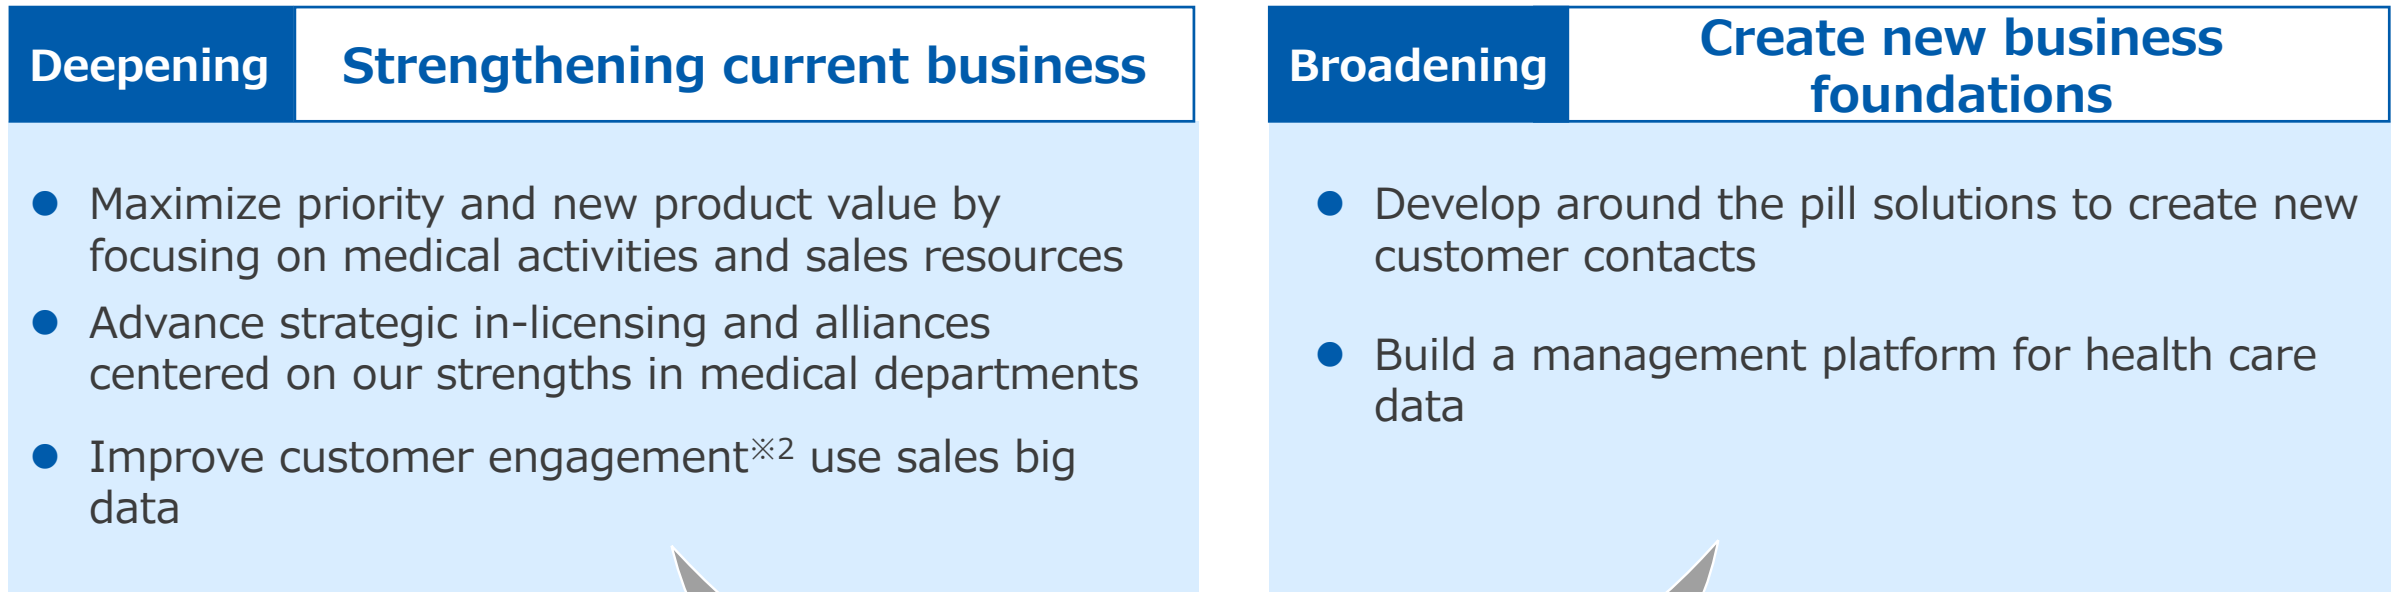 Deepening
Strengthening current business
● Maximize priority and new product value by
focusing on medical activities and sales resources
● Advance strategic in-licensing and alliances
centered on our strengths in medical departments
● Improve customer engagement※2 use sales big
data
Broadening
Create new business
foundations
● Develop around the pill solutions to create new
customer contacts
● Build a management platform for health care
data